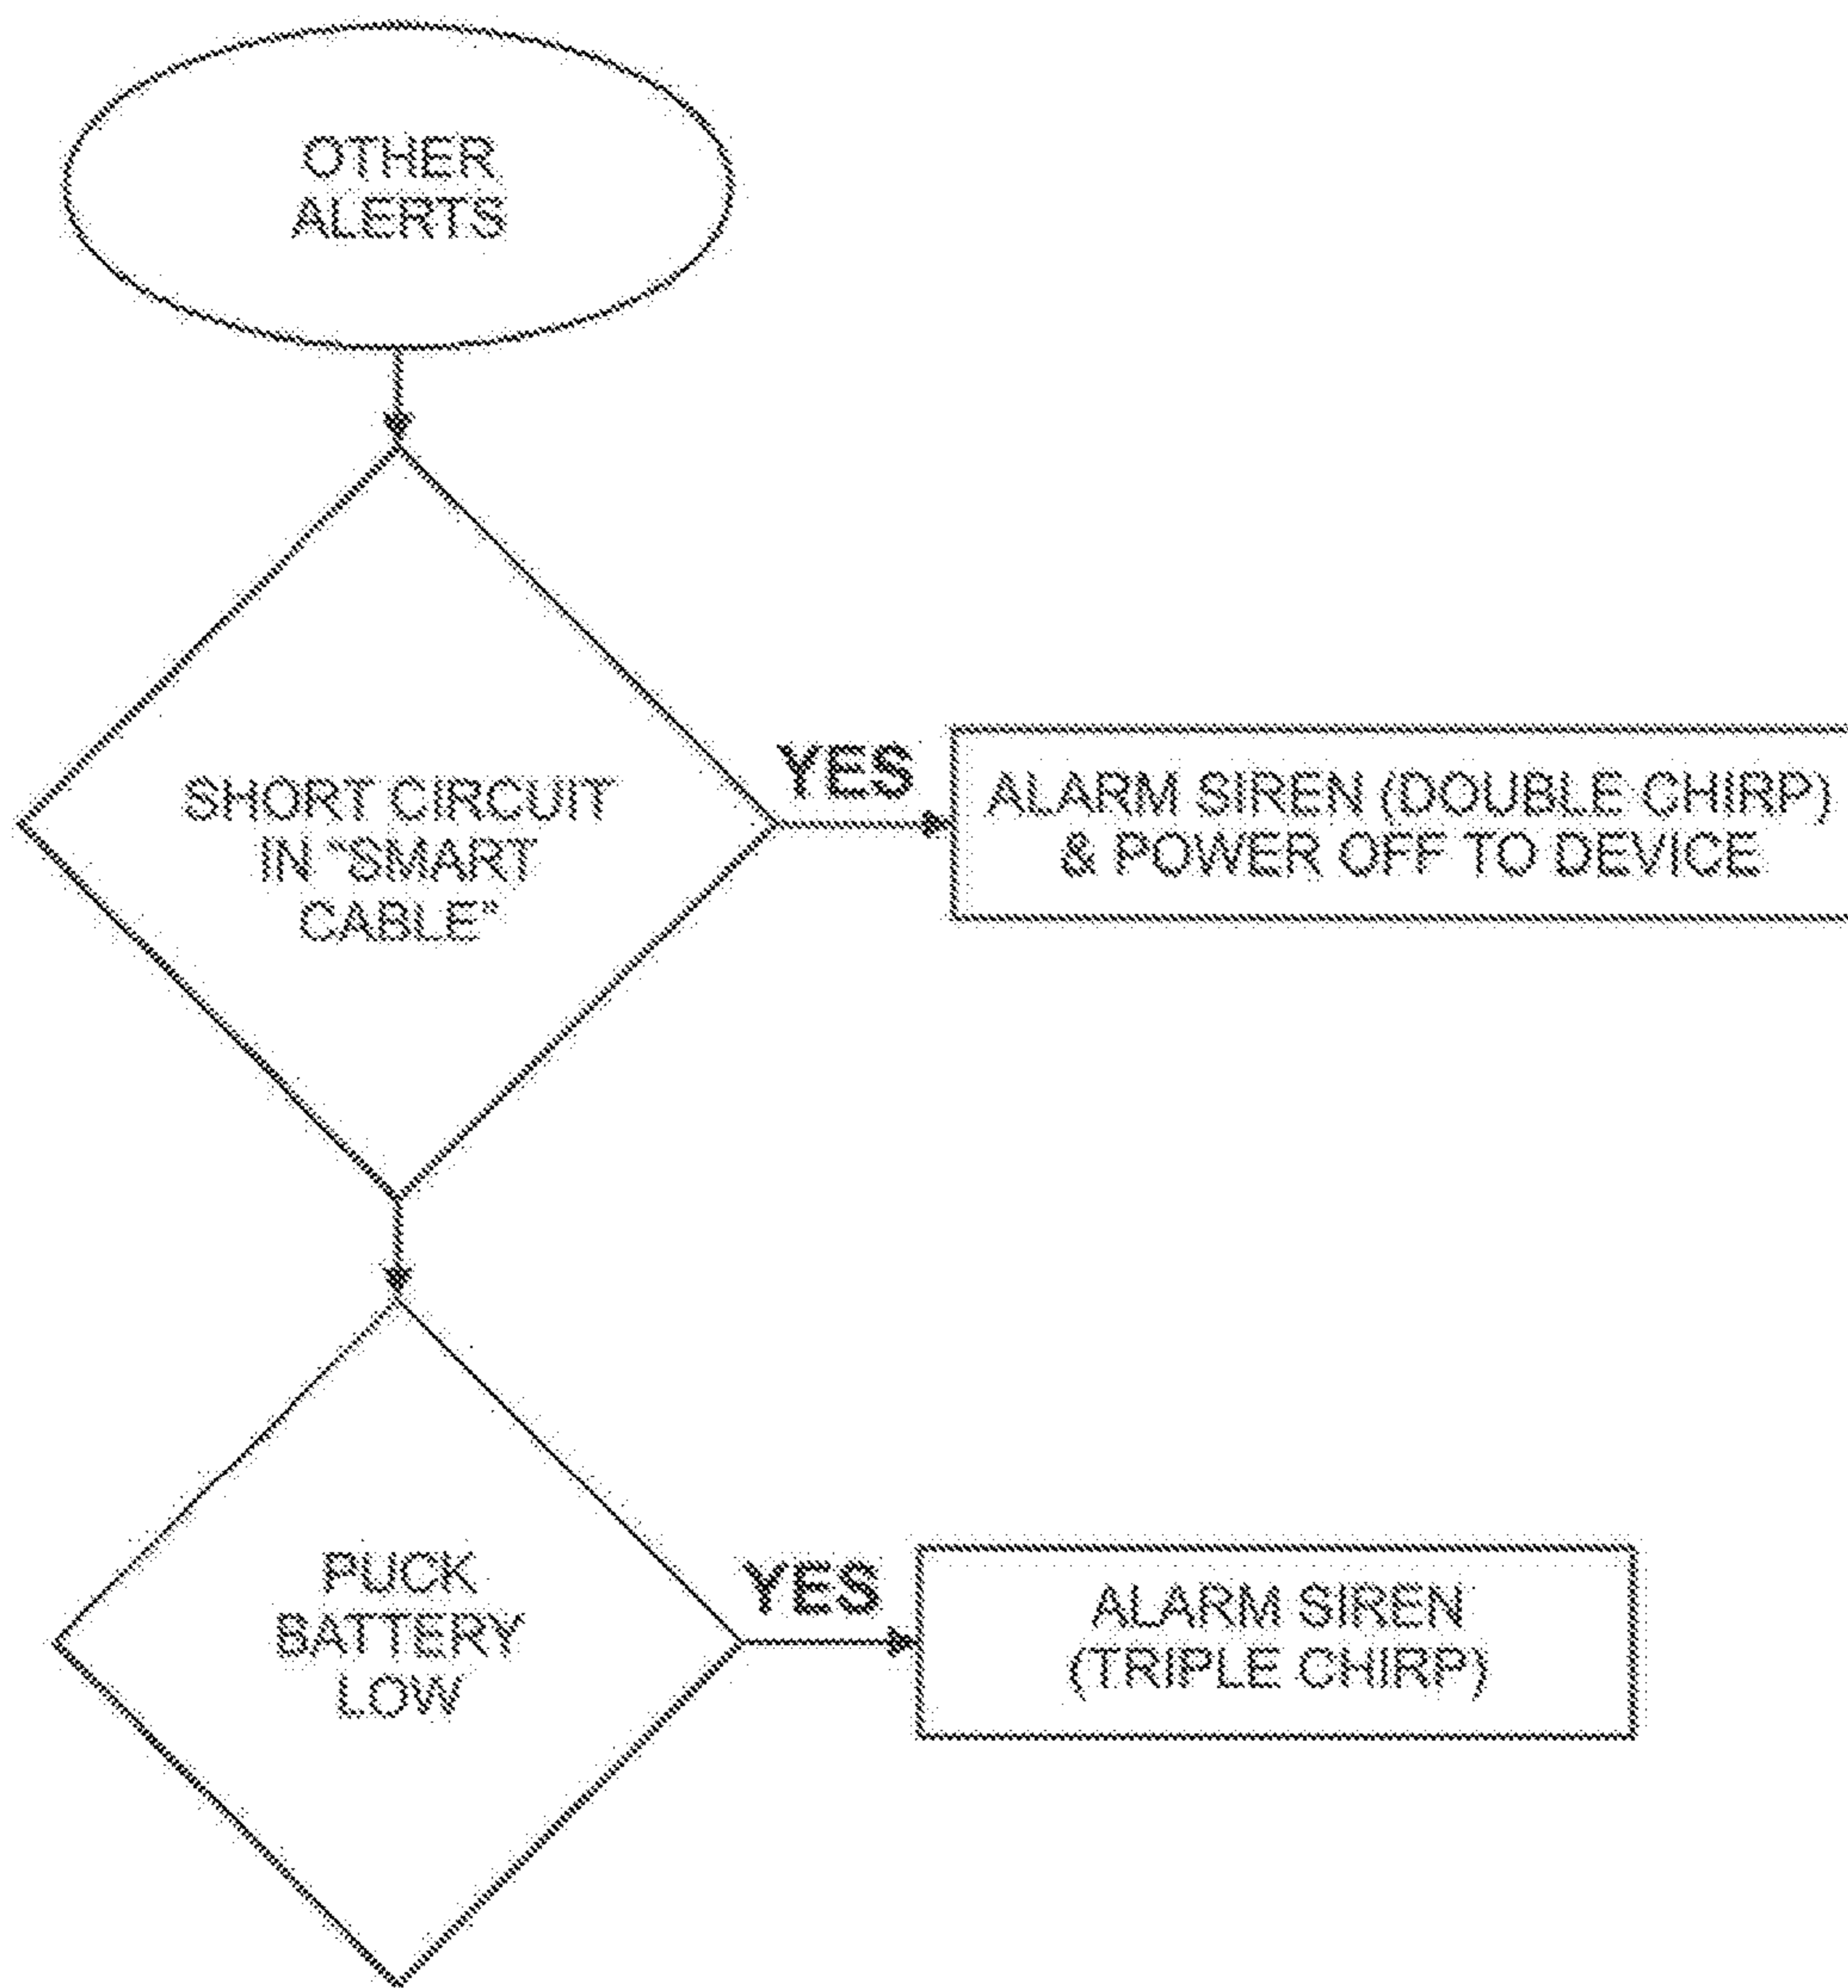 OTHER
ALERTS
SHORT CIRCUIT
IN “SMART
CABLE”
YES
ALARM SIREN (DOUBLE CHIRP)
& POWER OFF TO DEVICE
PUCK
BATTERY
LOW
YES
ALARM SIREN
(TRIPLE CHIRP)